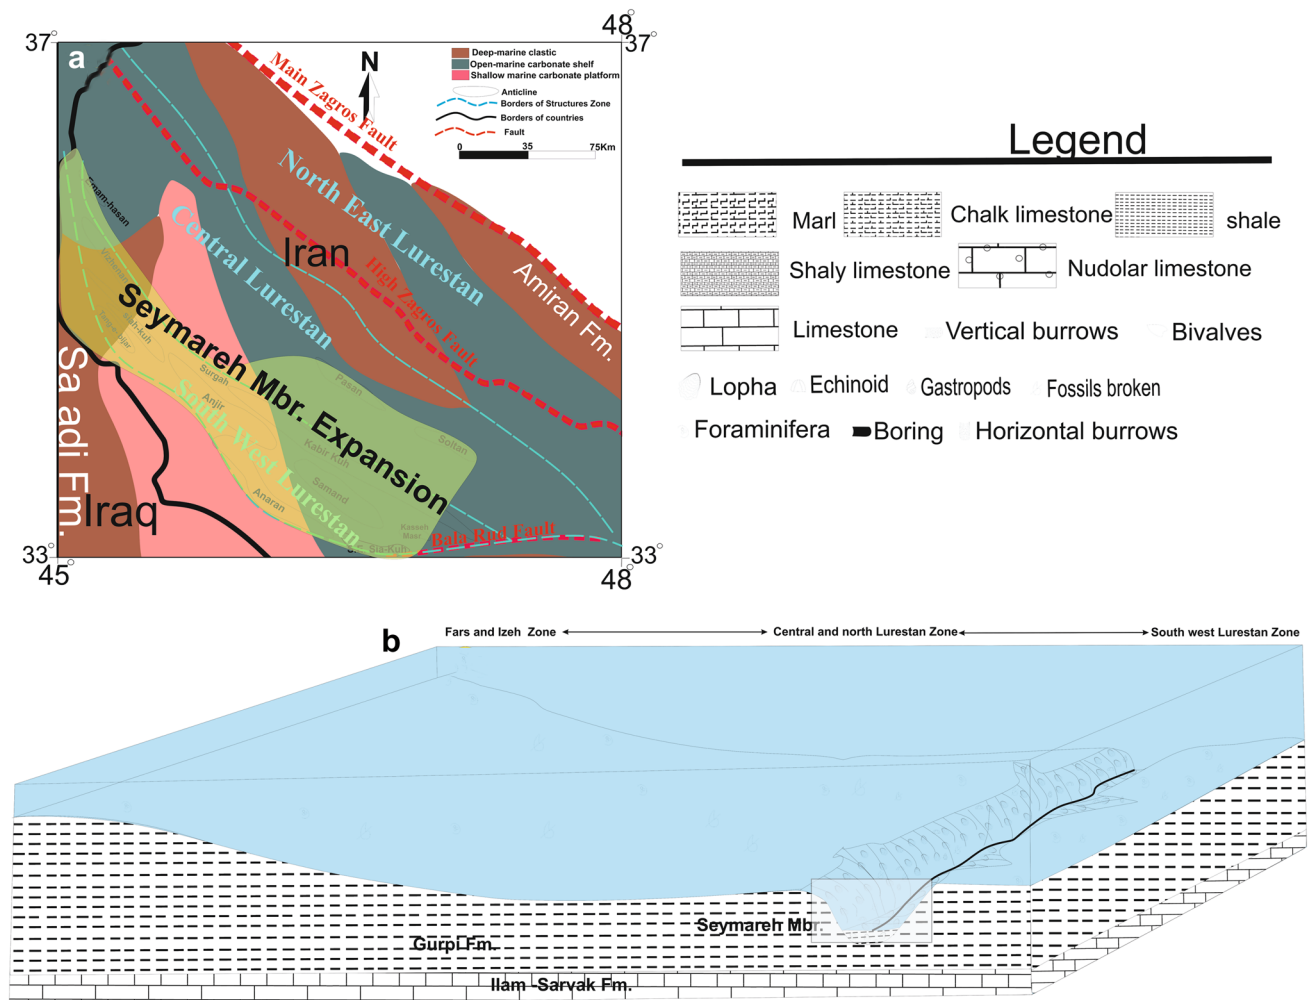 48°
37°
37°
a
N
Deep-marine clastic
Open-marine carbonate shelf
Shallow marine carbonate platform
Anticline
Borders of Structures Zone
Borders of countries
Fault
0 35 75Km
Main Zagros Fault
North East Lurestan
Central Lurestan
Iran
High Zagros Fault
Amiran Fm.
Seymareh Mbr. Expansion
South West Lurestan
Sa adi Fm.
Iraq
Surgah
Anjir
Pasan
Soltan
Kabir Kuh
Samand
Anaran
Kanseh
Masr
Sia-Kuh
Bala Rpd Fault
33°
33°
45°
48°
Legend
Marl
Chalk limestone
shale
Shaly limestone
Nudolar limestone
Limestone
Vertical burrows
Bivalves
Lopha
Echinoid
Gastropods
Fossils broken
Foraminifera
Boring
Horizontal burrows
b
Fars and Izeh Zone
Central and north Lurestan Zone
South west Lurestan Zone
Seymareh Mbr.
Gurpi Fm.
Ilam -Sarvak Fm.